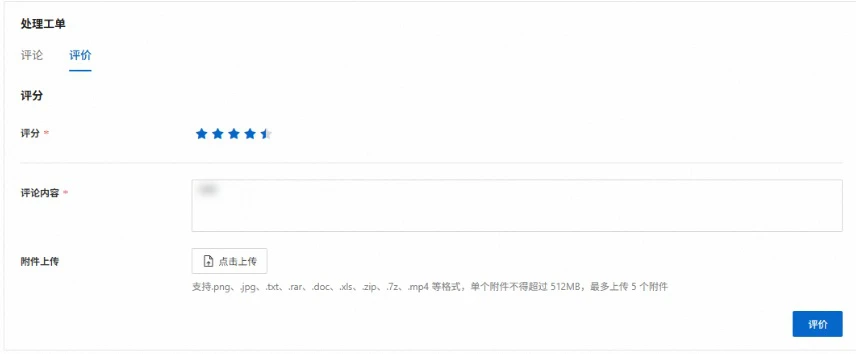 处理工单
评论 评价
评分
评分 *
评论内容 *
附件上传 点击上传
支持.png、.jpg、.txt、.rar、.doc、.xls、.zip、.7z、.mp4 等格式，单个附件不得超过 512MB，最多上传 5 个附件
评价